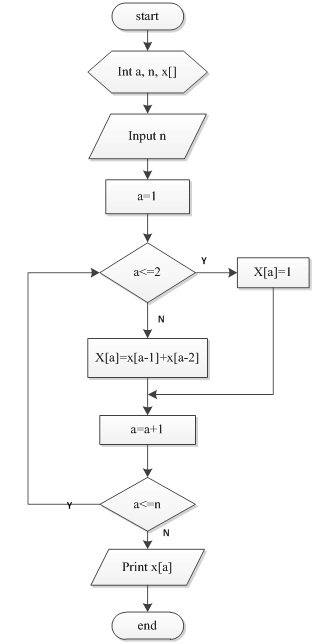 start
Int a, n, x[]
Input n
a=1
a<=2
Y
X[a]=1
N
X[a]=x[a-1]+x[a-2]
a=a+1
a<=n
Y
N
Print x[a]
end